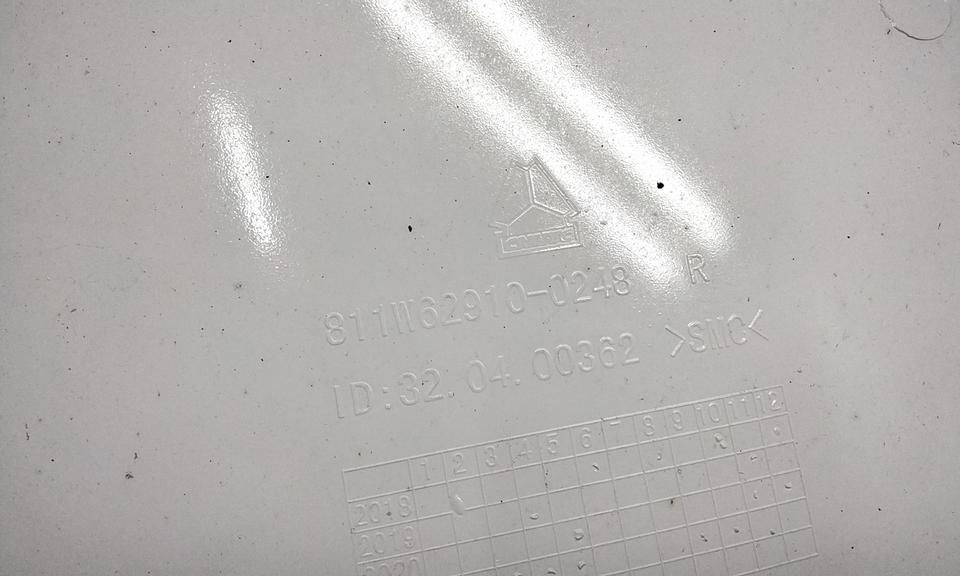 811W62910-0248 R
ID:32.04.00362 >SMC<
1 2 3 4 5 6 7 8 9 10 11 12
2018
2019
2020